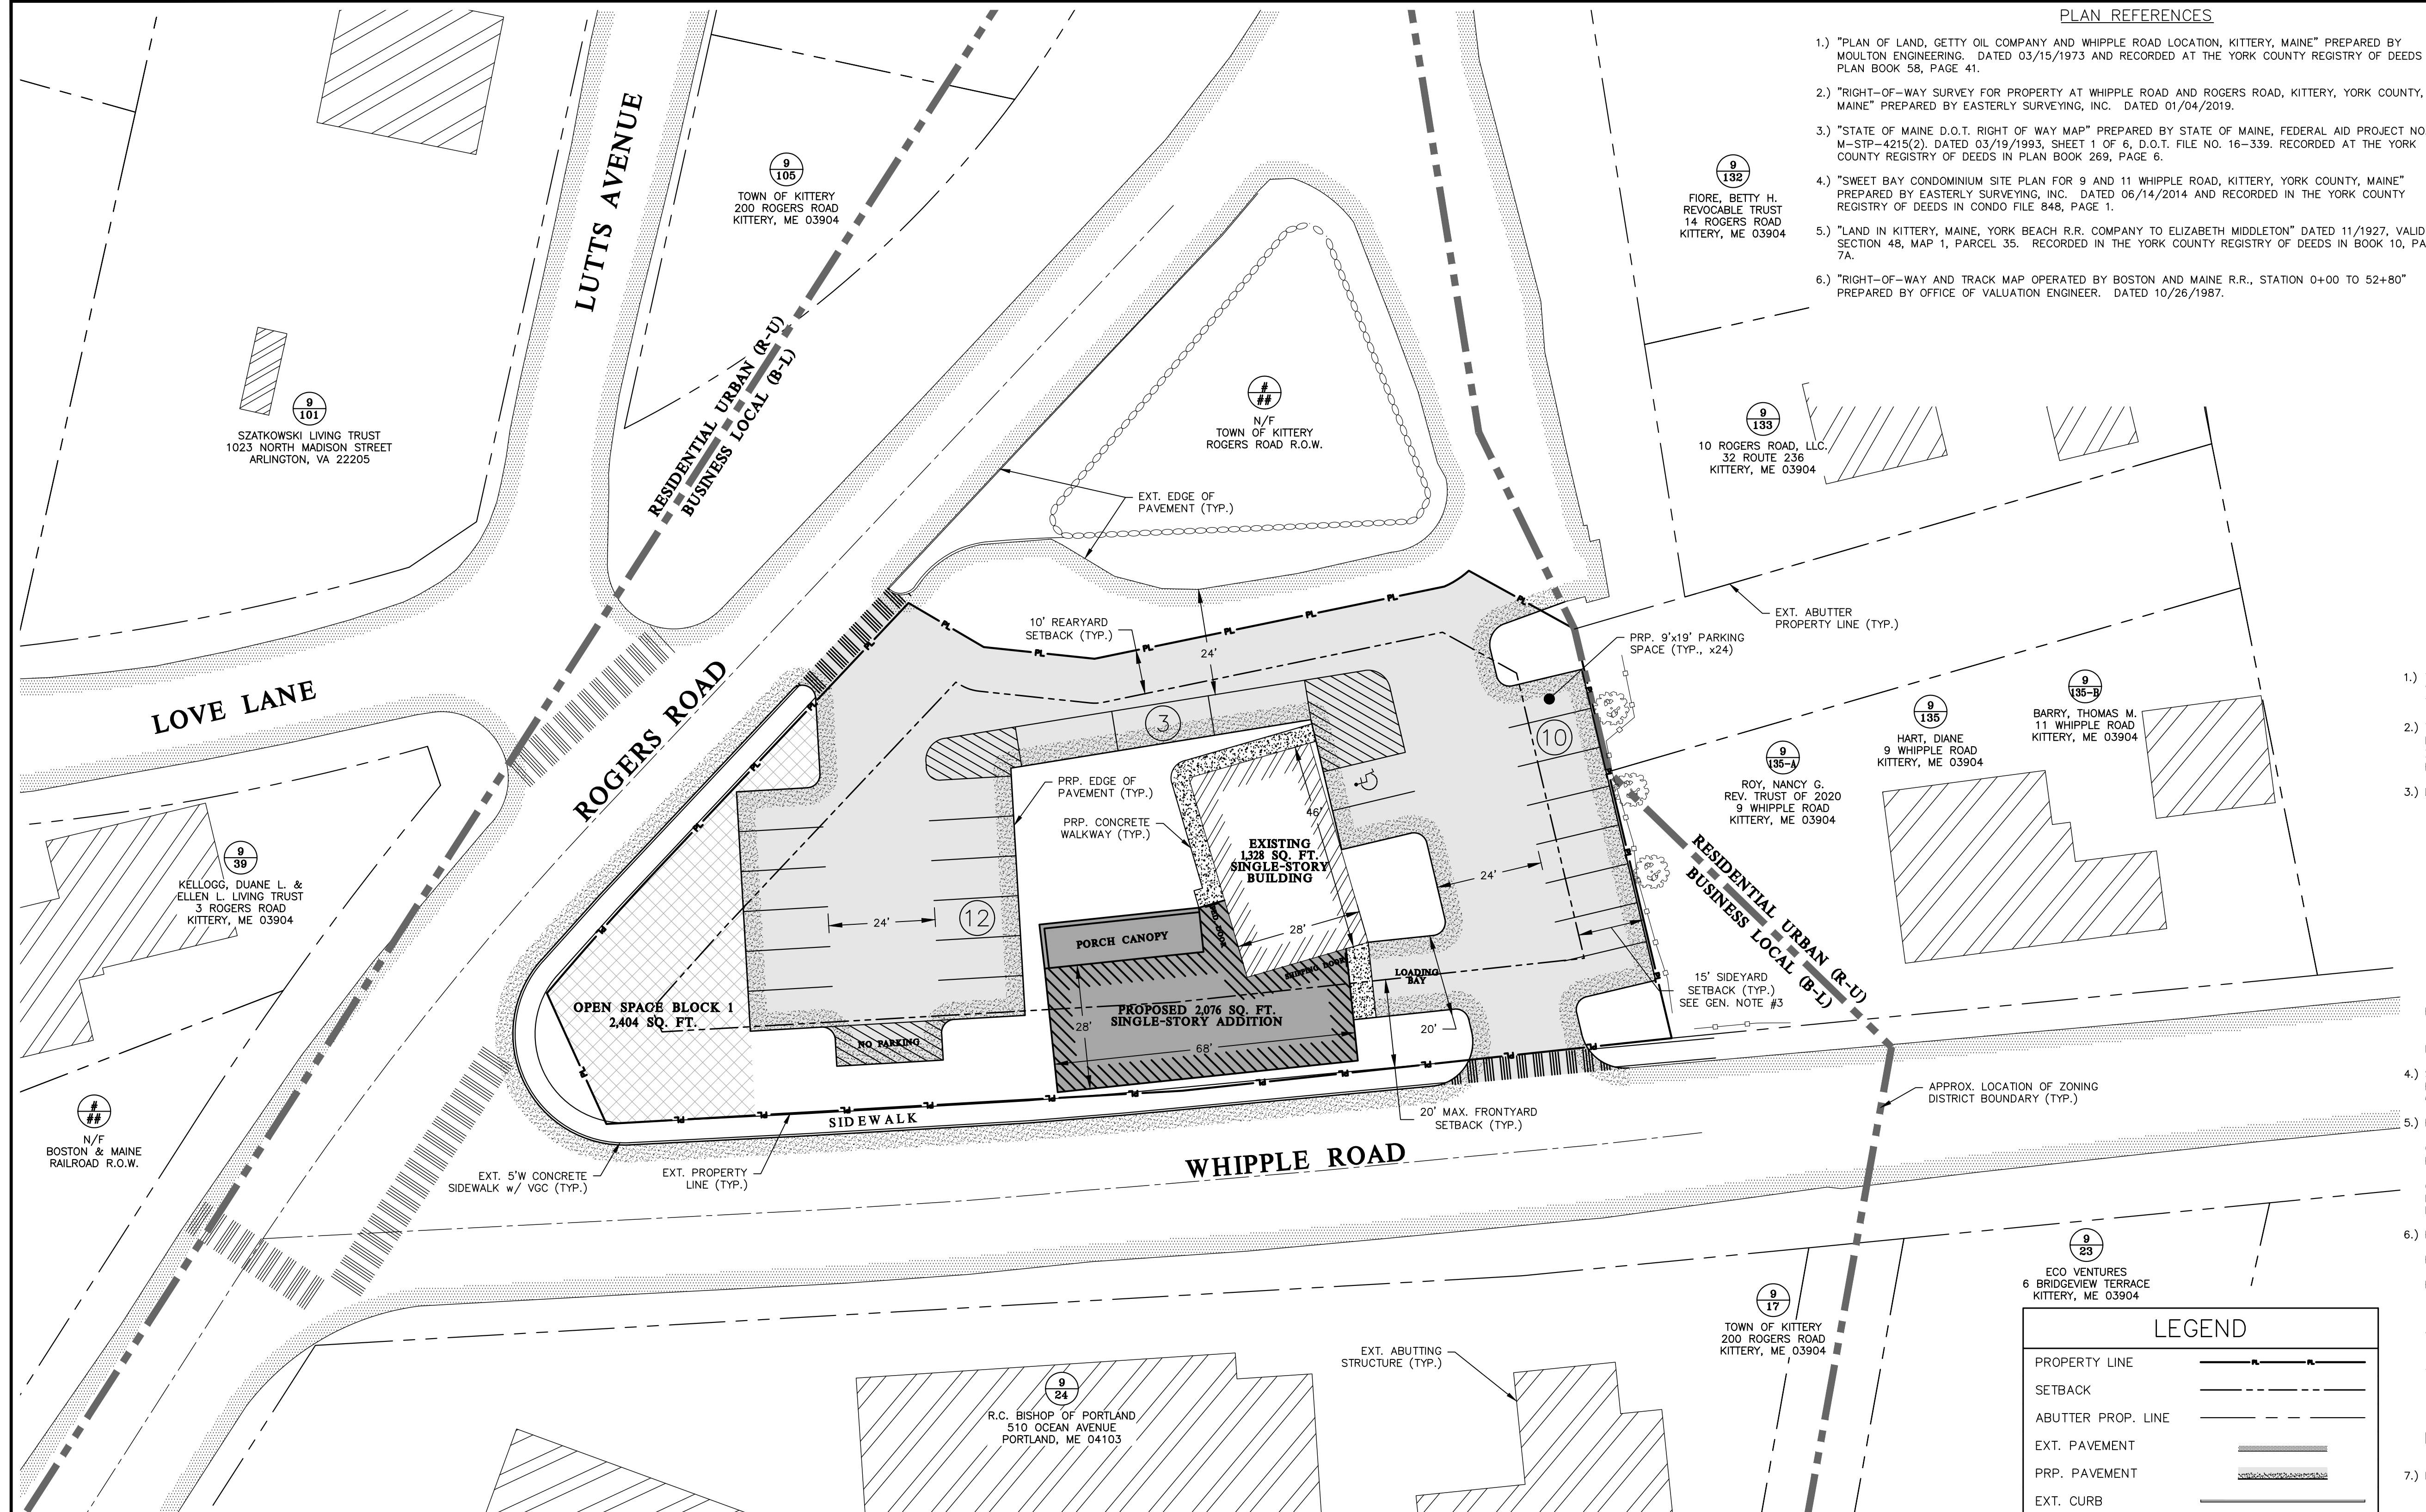 PLAN REFERENCES
1.) "PLAN OF LAND, GETTY OIL COMPANY AND WHIPPLE ROAD LOCATION, KITTERY, MAINE" PREPARED BY
MOULTON ENGINEERING. DATED 03/15/1973 AND RECORDED AT THE YORK COUNTY REGISTRY OF DEEDS
PLAN BOOK 58, PAGE 41.
2.) "RIGHT-OF-WAY SURVEY FOR PROPERTY AT WHIPPLE ROAD AND ROGERS ROAD, KITTERY, YORK COUNTY,
MAINE" PREPARED BY EASTERLY SURVEYING, INC. DATED 01/04/2019.
3.) "STATE OF MAINE D.O.T. RIGHT OF WAY MAP" PREPARED BY STATE OF MAINE, FEDERAL AID PROJECT NO
M-STP-4215(2). DATED 03/19/1993, SHEET 1 OF 6, D.O.T. FILE NO. 16-339. RECORDED AT THE YORK
COUNTY REGISTRY OF DEEDS IN PLAN BOOK 269, PAGE 6.
4.) "SWEET BAY CONDOMINIUM SITE PLAN FOR 9 AND 11 WHIPPLE ROAD, KITTERY, YORK COUNTY, MAINE"
PREPARED BY EASTERLY SURVEYING, INC. DATED 06/14/2014 AND RECORDED IN THE YORK COUNTY
REGISTRY OF DEEDS IN CONDO FILE 848, PAGE 1.
5.) "LAND IN KITTERY, MAINE, YORK BEACH R.R. COMPANY TO ELIZABETH MIDDLETON" DATED 11/1927, VALID
SECTION 48, MAP 1, PARCEL 35. RECORDED IN THE YORK COUNTY REGISTRY OF DEEDS IN BOOK 10, PA
7A.
6.) "RIGHT-OF-WAY AND TRACK MAP OPERATED BY BOSTON AND MAINE R.R., STATION 0+00 TO 52+80"
PREPARED BY OFFICE OF VALUATION ENGINEER. DATED 10/26/1987.
LUTTS AVENUE
9
105
TOWN OF KITTERY
200 ROGERS ROAD
KITTERY, ME 03904
9
132
FIORE, BETTY H.
REVOCABLE TRUST
14 ROGERS ROAD
KITTERY, ME 03904
RESIDENTIAL URBAN (R-U)
BUSINESS LOCAL (B-L)
9
101
SZATKOWSKI LIVING TRUST
1023 NORTH MADISON STREET
ARLINGTON, VA 22205
#
##
N/F
TOWN OF KITTERY
ROGERS ROAD R.O.W.
9
133
10 ROGERS ROAD, LLC.
32 ROUTE 236
KITTERY, ME 03904
EXT. EDGE OF
PAVEMENT (TYP.)
EXT. ABUTTER
PROPERTY LINE (TYP.)
10' REARYARD
SETBACK (TYP.)
24'
PRP. 9'x19' PARKING
SPACE (TYP., x24)
LOVE LANE
ROGERS ROAD
3
10
9
135-B
BARRY, THOMAS M.
11 WHIPPLE ROAD
KITTERY, ME 03904
9
135
HART, DIANE
9 WHIPPLE ROAD
KITTERY, ME 03904
9
135-A
ROY, NANCY G.
REV. TRUST OF 2020
9 WHIPPLE ROAD
KITTERY, ME 03904
1.)
2.)
3.)
PRP. EDGE OF
PAVEMENT (TYP.)
PRP. CONCRETE
WALKWAY (TYP.)
46'
EXISTING
1,328 SQ. FT.
SINGLE-STORY
BUILDING
24'
28'
9
39
KELLOGG, DUANE L. &
ELLEN L. LIVING TRUST
3 ROGERS ROAD
KITTERY, ME 03904
24'
12
PORCH CANOPY
SHIPPING DOOR
LOADING
BAY
RESIDENTIAL URBAN (R-U)
BUSINESS LOCAL (B-L)
15' SIDEYARD
SETBACK (TYP.)
SEE GEN. NOTE #3
OPEN SPACE BLOCK 1
2,404 SQ. FT.
NO PARKING
PROPOSED 2,076 SQ. FT.
SINGLE-STORY ADDITION
28'
68'
20'
20' MAX. FRONTYARD
SETBACK (TYP.)
APPROX. LOCATION OF ZONING
DISTRICT BOUNDARY (TYP.)
4.)
5.)
6.)
7.)
SIDEWALK
WHIPPLE ROAD
#
##
N/F
BOSTON & MAINE
RAILROAD R.O.W.
EXT. 5'W CONCRETE
SIDEWALK w/ VGC (TYP.)
EXT. PROPERTY
LINE (TYP.)
9
23
ECO VENTURES
6 BRIDGEVIEW TERRACE
KITTERY, ME 03904
9
17
TOWN OF KITTERY
200 ROGERS ROAD
KITTERY, ME 03904
EXT. ABUTTING
STRUCTURE (TYP.)
9
24
R.C. BISHOP OF PORTLAND
510 OCEAN AVENUE
PORTLAND, ME 04103
LEGEND
PROPERTY LINE
SETBACK
ABUTTER PROP. LINE
EXT. PAVEMENT
PRP. PAVEMENT
EXT. CURB